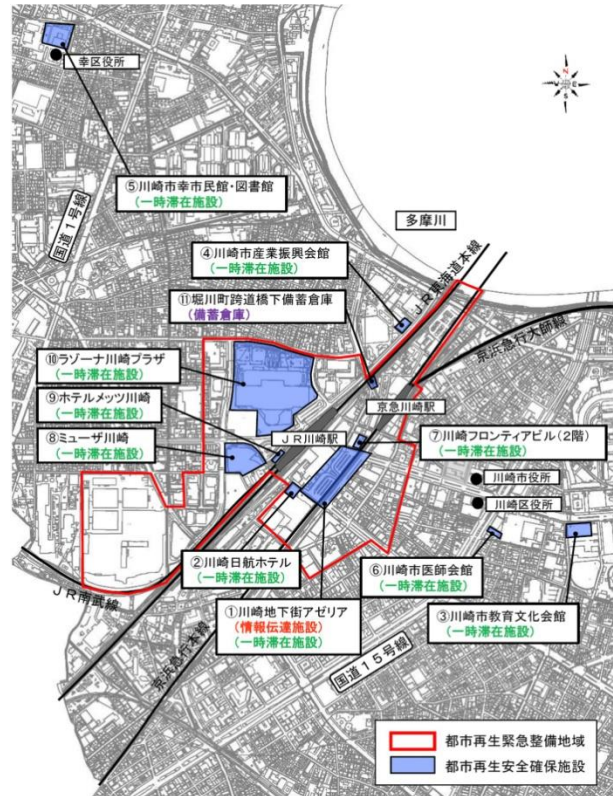 幸区役所
Z
E
S
⑤川崎市幸市民館・図書館
(一時滞在施設)
国道1号線
多摩川
④川崎市産業振興会館
(一時滞在施設)
JR東海道本線
⑪堀川町跨道橋下備蓄倉庫
(備蓄倉庫)
京浜急行大師線
⑩ラゾーナ川崎プラザ
(一時滞在施設)
⑨ホテルメッツ川崎
(一時滞在施設)
⑧ミューザ川崎
(一時滞在施設)
京急川崎駅
JR川崎駅
⑦川崎フロンティアビル(2階)
(一時滞在施設)
川崎市役所
川崎区役所
②川崎日航ホテル
(一時滞在施設)
⑥川崎市医師会館
(一時滞在施設)
JR南武線
①川崎地下街アゼリア
(情報伝達施設)
(一時滞在施設)
③川崎市教育文化会館
(一時滞在施設)
京浜急行本線
国道15号線
都市再生緊急整備地域
都市再生安全確保施設